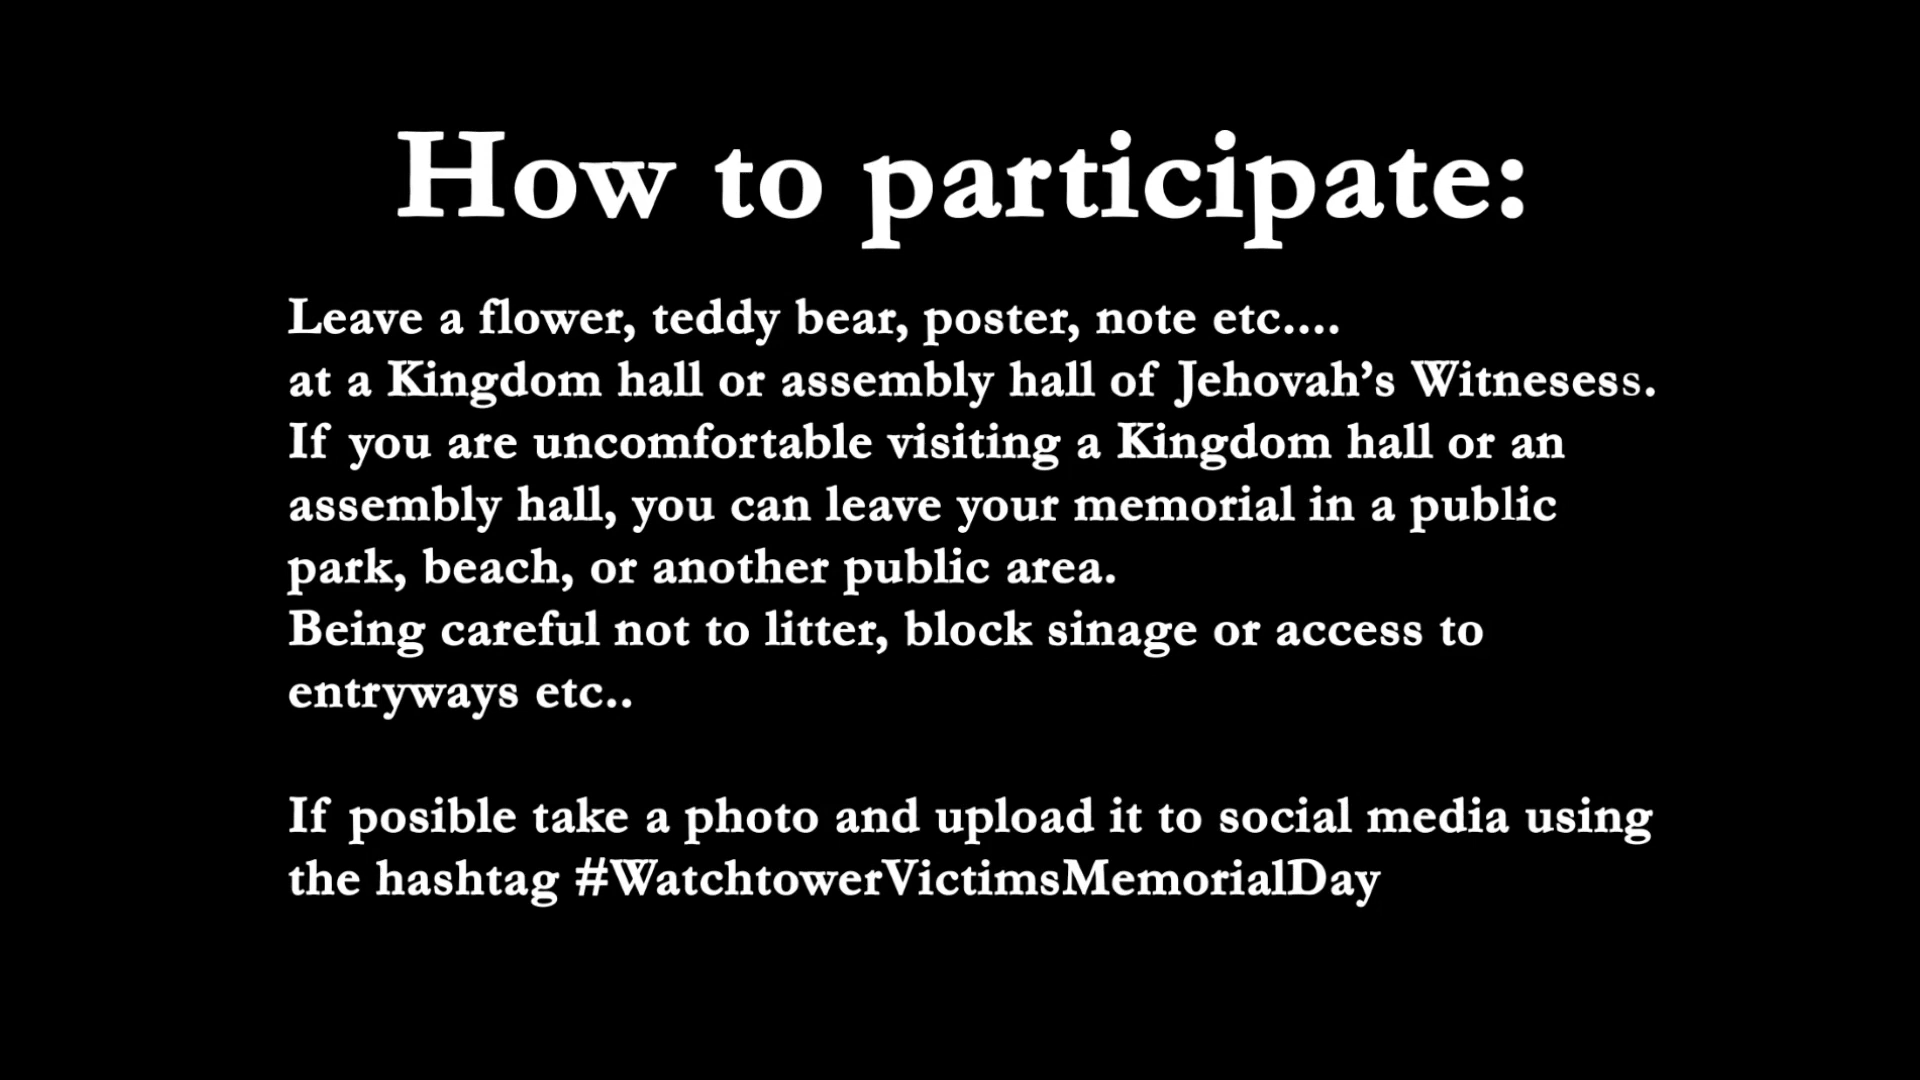 How to participate:
Leave a flower, teddy bear, poster, note etc....
at a Kingdom hall or assembly hall of Jehovah’s Witnesess.
If you are uncomfortable visiting a Kingdom hall or an
assembly hall, you can leave your memorial in a public
park, beach, or another public area.
Being careful not to litter, block sinage or access to
entryways etc..
If posible take a photo and upload it to social media using
the hashtag #WatchtowerVictimsMemorialDay